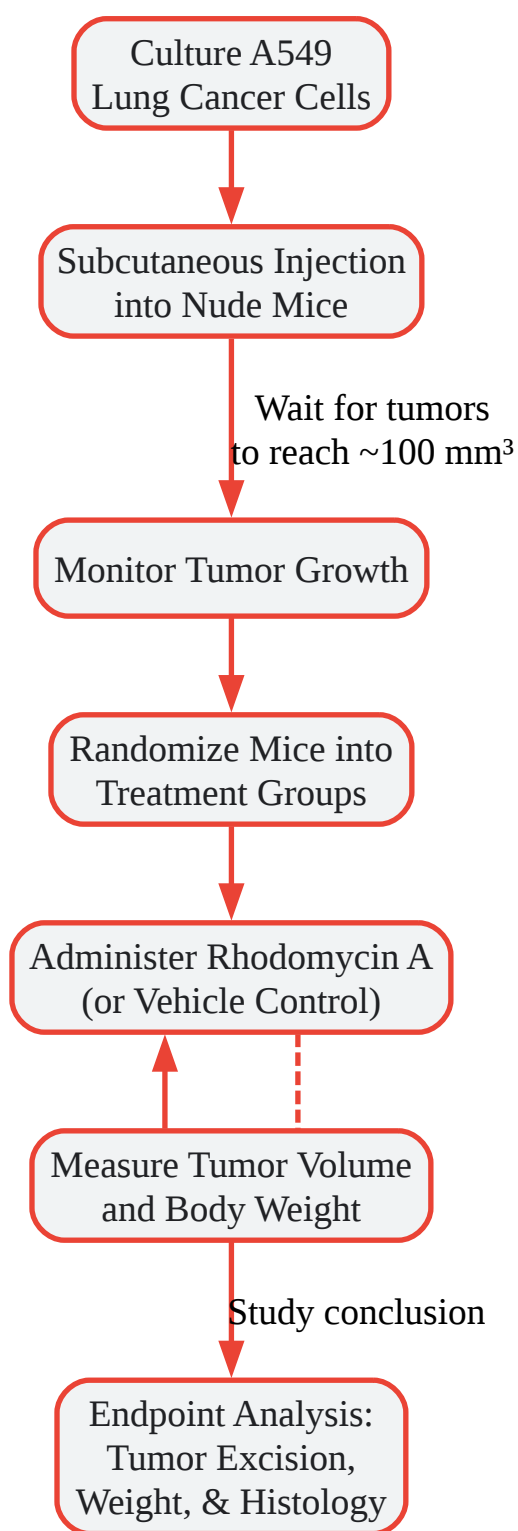 Culture A549
Lung Cancer Cells
Subcutaneous Injection
into Nude Mice
Wait for tumors
to reach ~100 mm³
Monitor Tumor Growth
Randomize Mice into
Treatment Groups
Administer Rhodomycin A
(or Vehicle Control)
Measure Tumor Volume
and Body Weight
Study conclusion
Endpoint Analysis:
Tumor Excision,
Weight, & Histology